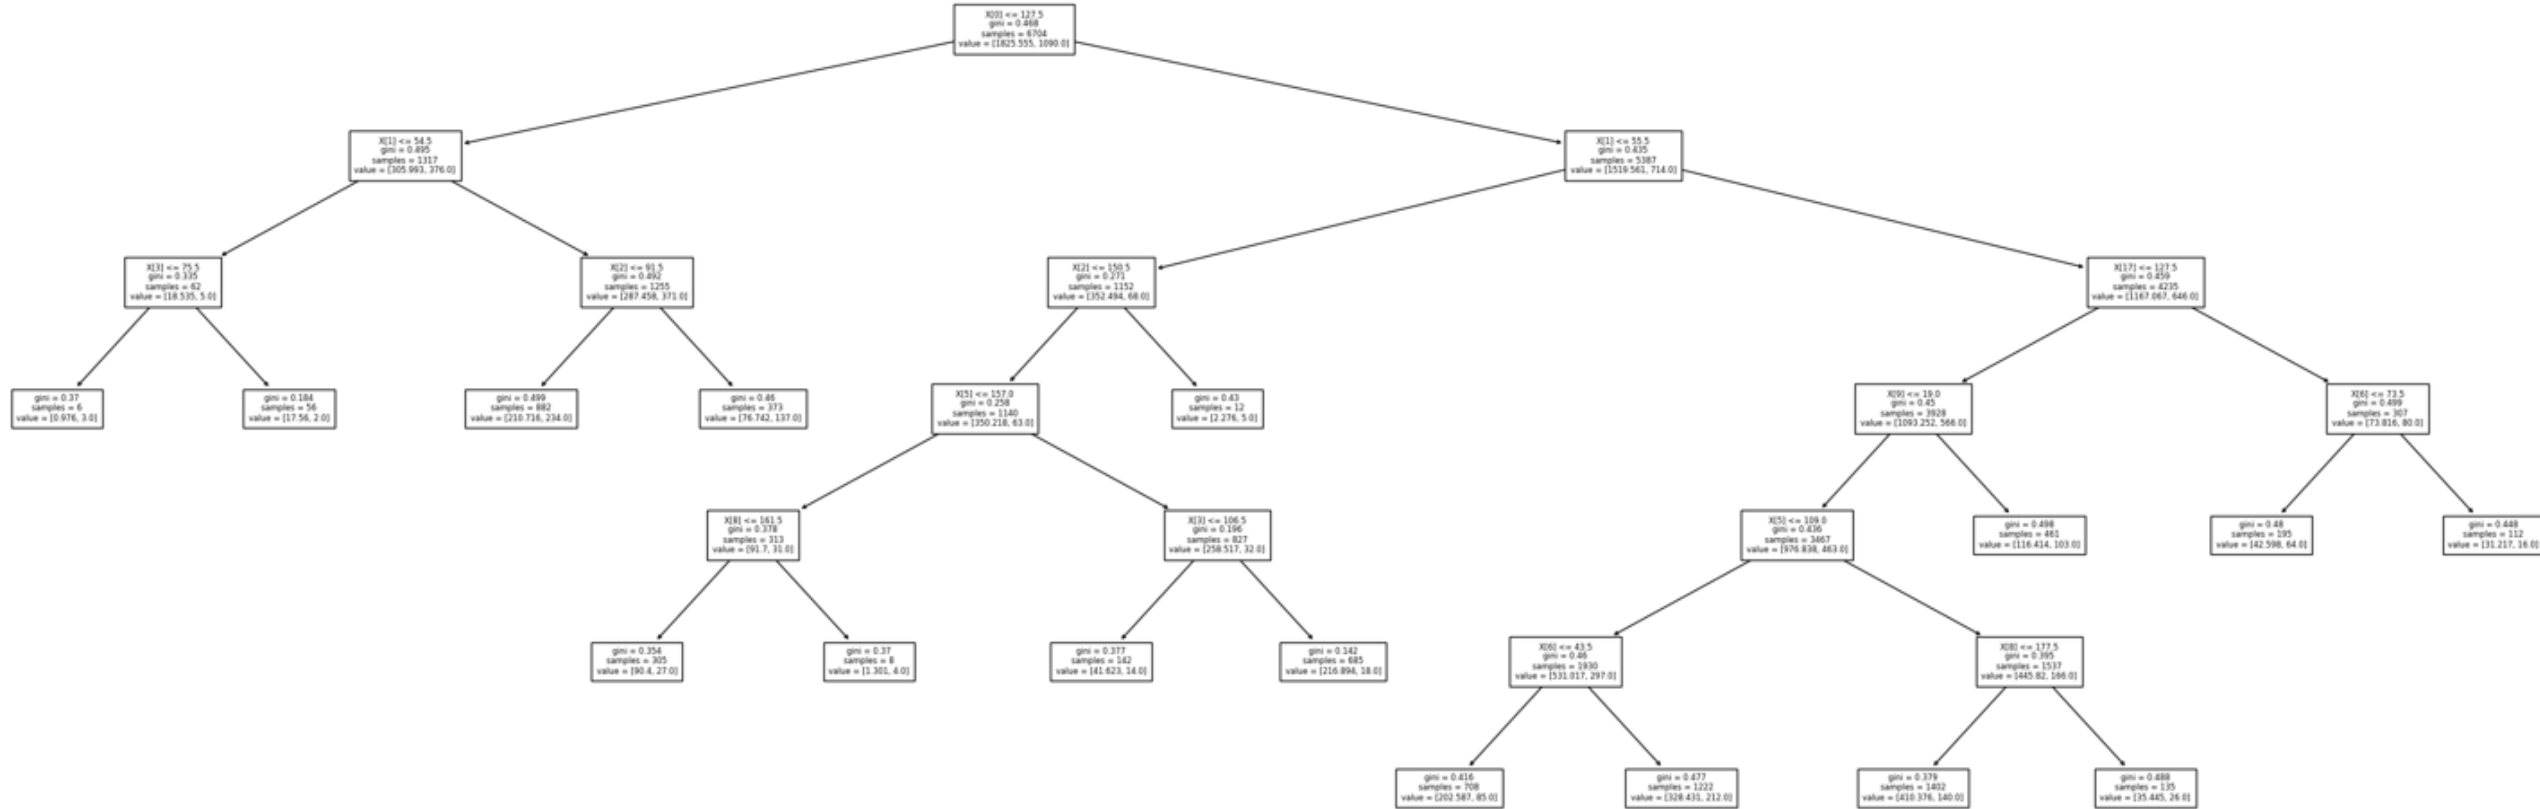 X[0] <= 127.5
gini = 0.468
samples = 6704
value = [1825.555, 1090.0]
X[1] <= 54.5
gini = 0.495
samples = 1317
value = [305.993, 376.0]
X[1] <= 55.5
gini = 0.435
samples = 5387
value = [1519.561, 714.0]
X[3] <= 75.5
gini = 0.335
samples = 62
value = [18.535, 5.0]
X[2] <= 91.5
gini = 0.492
samples = 1255
value = [287.458, 371.0]
X[2] <= 150.5
gini = 0.271
samples = 1152
value = [352.494, 68.0]
X[17] <= 127.5
gini = 0.459
samples = 4235
value = [1167.067, 646.0]
gini = 0.37
samples = 6
value = [0.976, 3.0]
gini = 0.184
samples = 56
value = [17.56, 2.0]
gini = 0.499
samples = 882
value = [210.716, 234.0]
gini = 0.46
samples = 373
value = [76.742, 137.0]
X[5] <= 157.0
gini = 0.258
samples = 1140
value = [350.218, 63.0]
gini = 0.43
samples = 12
value = [2.276, 5.0]
X[9] <= 19.0
gini = 0.45
samples = 3928
value = [1093.252, 566.0]
X[6] <= 73.5
gini = 0.499
samples = 307
value = [73.816, 80.0]
X[8] <= 161.5
gini = 0.378
samples = 313
value = [91.7, 31.0]
X[3] <= 106.5
gini = 0.196
samples = 827
value = [258.517, 32.0]
X[5] <= 109.0
gini = 0.436
samples = 3467
value = [976.838, 463.0]
gini = 0.498
samples = 461
value = [116.414, 103.0]
gini = 0.48
samples = 195
value = [42.598, 64.0]
gini = 0.448
samples = 112
value = [31.217, 16.0]
gini = 0.354
samples = 305
value = [90.4, 27.0]
gini = 0.37
samples = 8
value = [1.301, 4.0]
gini = 0.377
samples = 142
value = [41.623, 14.0]
gini = 0.142
samples = 685
value = [216.894, 18.0]
X[6] <= 43.5
gini = 0.46
samples = 1930
value = [531.017, 297.0]
X[8] <= 177.5
gini = 0.395
samples = 1537
value = [445.82, 166.0]
gini = 0.416
samples = 708
value = [202.587, 85.0]
gini = 0.477
samples = 1222
value = [328.431, 212.0]
gini = 0.379
samples = 1402
value = [410.376, 140.0]
gini = 0.488
samples = 135
value = [35.445, 26.0]